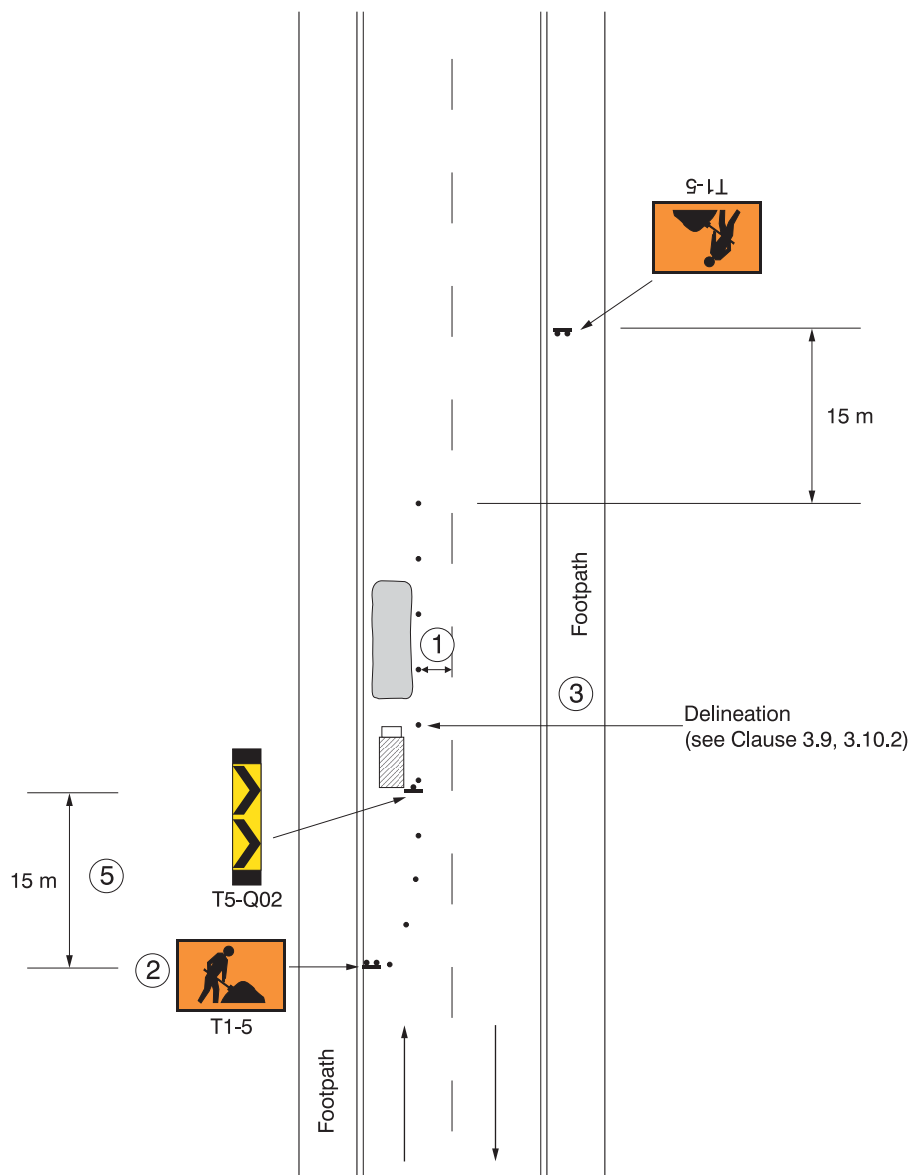 T1-5
15 m
Footpath
1
3
Delineation
(see Clause 3.9, 3.10.2)
15 m
5
T5-Q02
2
T1-5
Footpath